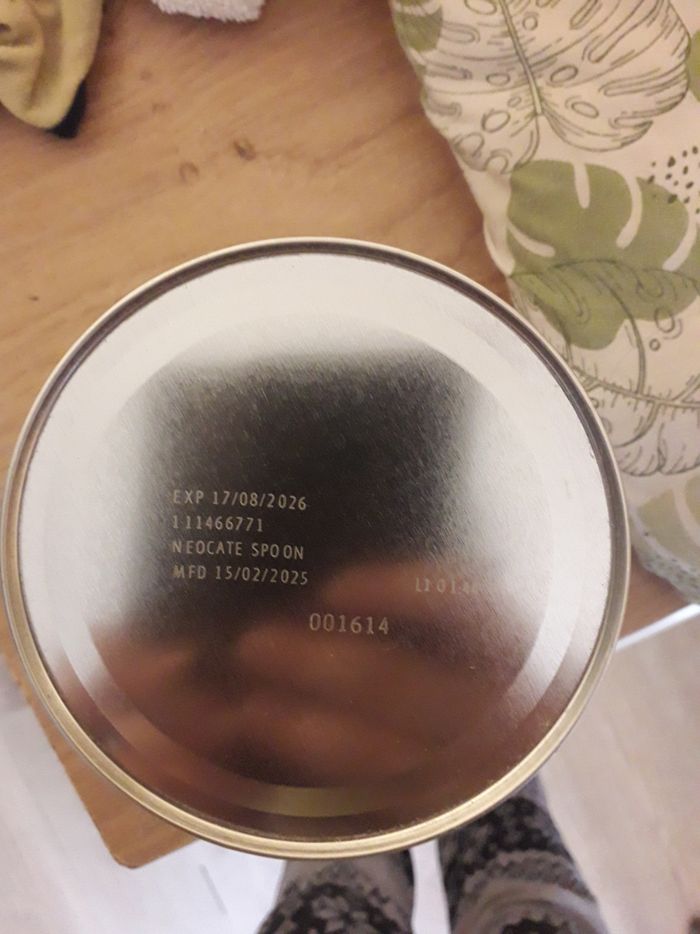 EXP 17/08/2026
111466771
NEOCATE SPOON
MFD 15/02/2025
001614